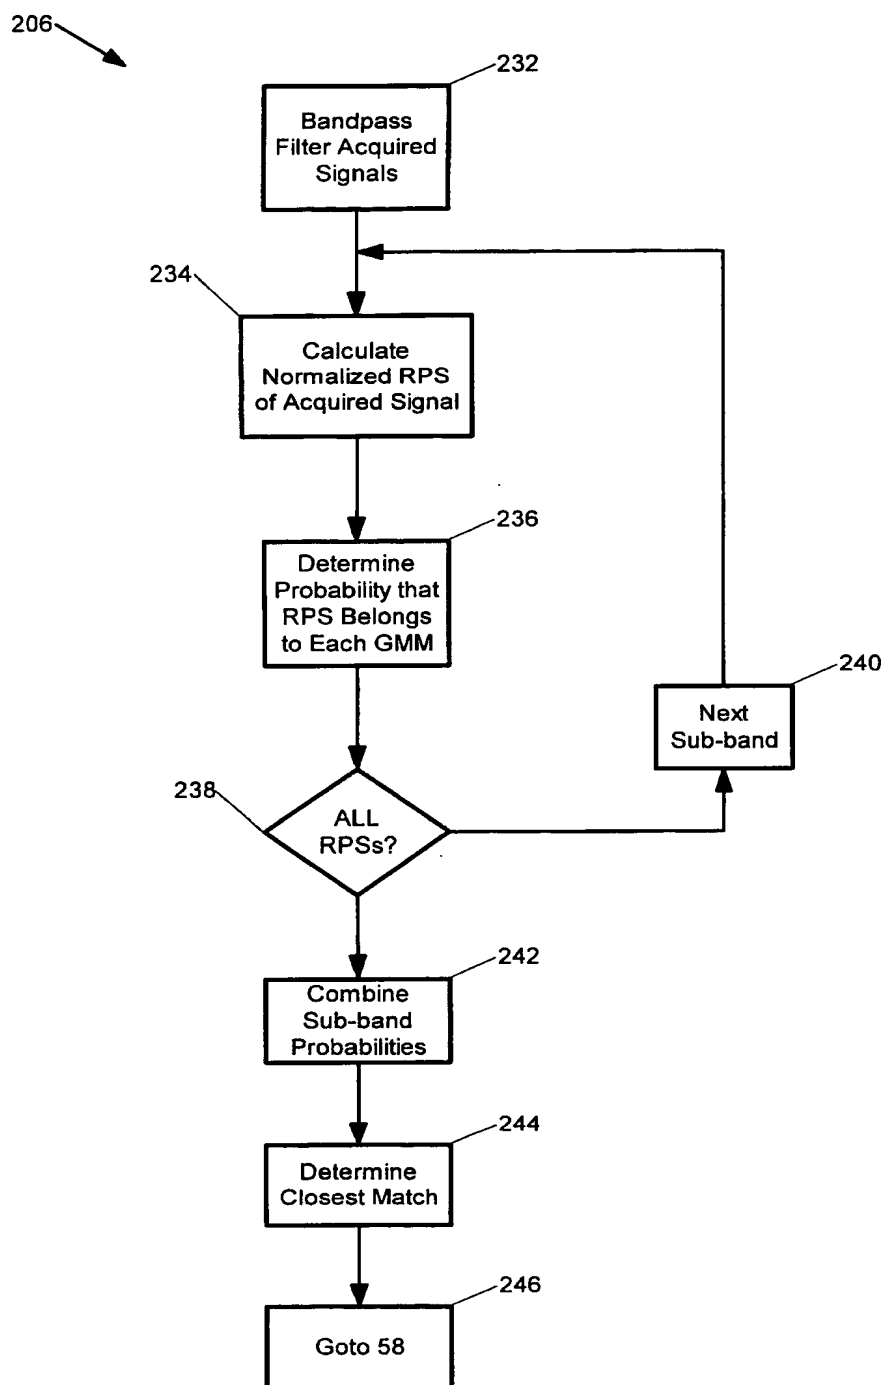 206
232
Bandpass
Filter Acquired
Signals
234
Calculate
Normalized RPS
of Acquired Signal
236
Determine
Probability that
RPS Belongs
to Each GMM
240
Next
Sub-band
238
ALL
RPSs?
242
Combine
Sub-band
Probabilities
244
Determine
Closest Match
246
Goto 58